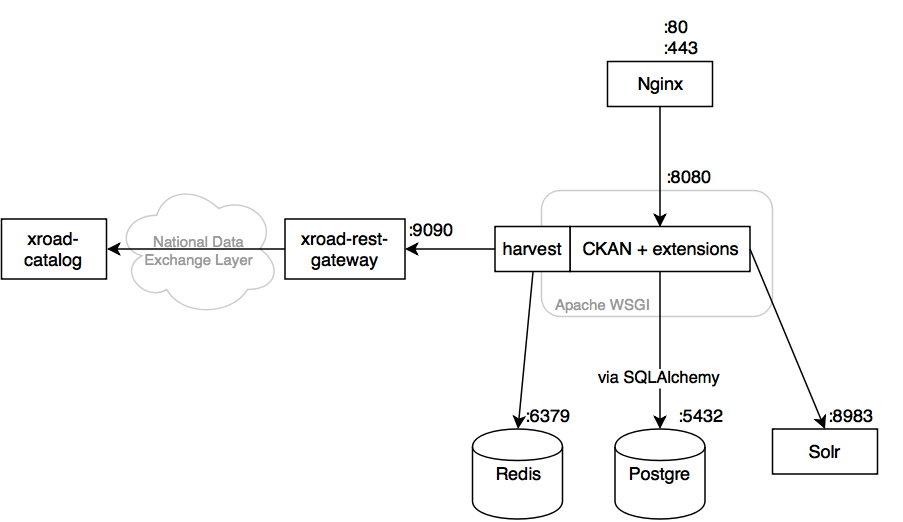 :80
:443
Nginx
:8080
xroad-
catalog
National Data
Exchange Layer
xroad-rest-
gateway
:9090
harvest
CKAN + extensions
Apache WSGI
via SQLAlchemy
:6379
:5432
:8983
Redis
Postgre
Solr